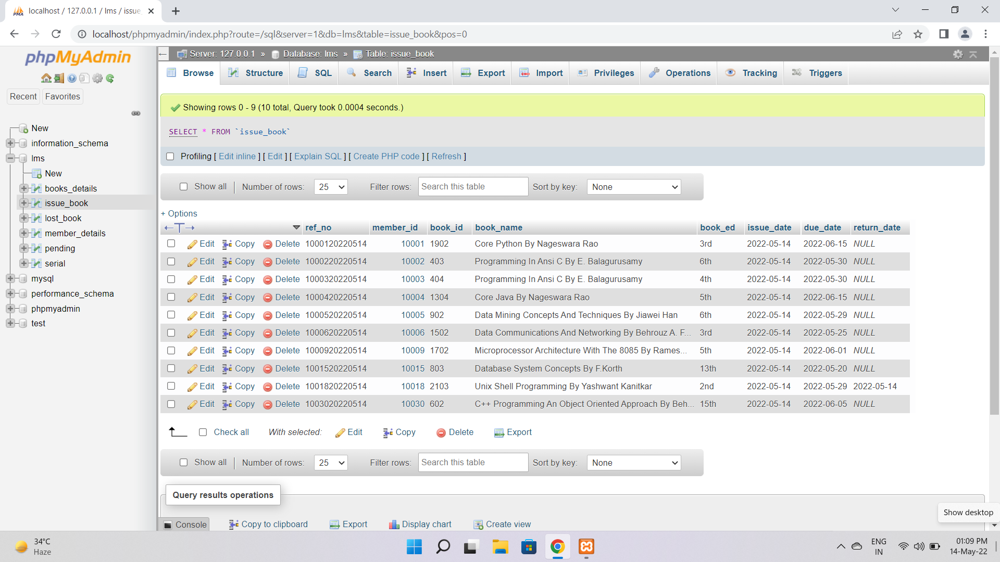 localhost / 127.0.0.1 / lms / issue
localhost/phpmyadmin/index.php?route=/sql&server=1&db=lms&table=issue_book&pos=0
phpMyAdmin
Recent Favorites
New
information_schema
lms
New
books_details
issue_book
lost_book
member_details
pending
serial
mysql
performance_schema
phpmyadmin
test
Server: 127.0.0.1 » Database: lms » Table: issue_book
Browse Structure SQL Search Insert Export Import Privileges Operations Tracking Triggers
Showing rows 0 - 9 (10 total, Query took 0.0004 seconds.)
SELECT * FROM `issue_book`
Profiling [ Edit inline ] [ Edit ] [ Explain SQL ] [ Create PHP code ] [ Refresh ]
Show all Number of rows: 25 Filter rows: Search this table Sort by key: None
+ Options
ref_no member_id book_id book_name book_ed issue_date due_date return_date
Edit Copy Delete 1000120220514 10001 1902 Core Python By Nageswara Rao 3rd 2022-05-14 2022-06-15 NULL
Edit Copy Delete 1000220220514 10002 403 Programming In Ansi C By E. Balagurusamy 6th 2022-05-14 2022-05-30 NULL
Edit Copy Delete 1000320220514 10003 404 Programming In Ansi C By E. Balagurusamy 4th 2022-05-14 2022-05-30 NULL
Edit Copy Delete 1000420220514 10004 1304 Core Java By Nageswara Rao 5th 2022-05-14 2022-06-15 NULL
Edit Copy Delete 1000520220514 10005 902 Data Mining Concepts And Techniques By Jiawei Han 6th 2022-05-14 2022-05-29 NULL
Edit Copy Delete 1000620220514 10006 1502 Data Communications And Networking By Behrouz A. F... 3rd 2022-05-14 2022-05-25 NULL
Edit Copy Delete 1000920220514 10009 1702 Microprocessor Architecture With The 8085 By Rames... 5th 2022-05-14 2022-06-01 NULL
Edit Copy Delete 1001520220514 10015 803 Database System Concepts By F.Korth 13th 2022-05-14 2022-05-20 NULL
Edit Copy Delete 1001820220514 10018 2103 Unix Shell Programming By Yashwant Kanitkar 2nd 2022-05-14 2022-05-29 2022-05-14
Edit Copy Delete 1003020220514 10030 602 C++ Programming An Object Oriented Approach By Beh... 15th 2022-05-14 2022-06-05 NULL
Check all With selected: Edit Copy Delete Export
Show all Number of rows: 25 Filter rows: Search this table Sort by key: None
Query results operations
Show desktop
Console Copy to clipboard Export Display chart Create view
34°C
Haze
ENG
IN
01:09 PM
14-May-22